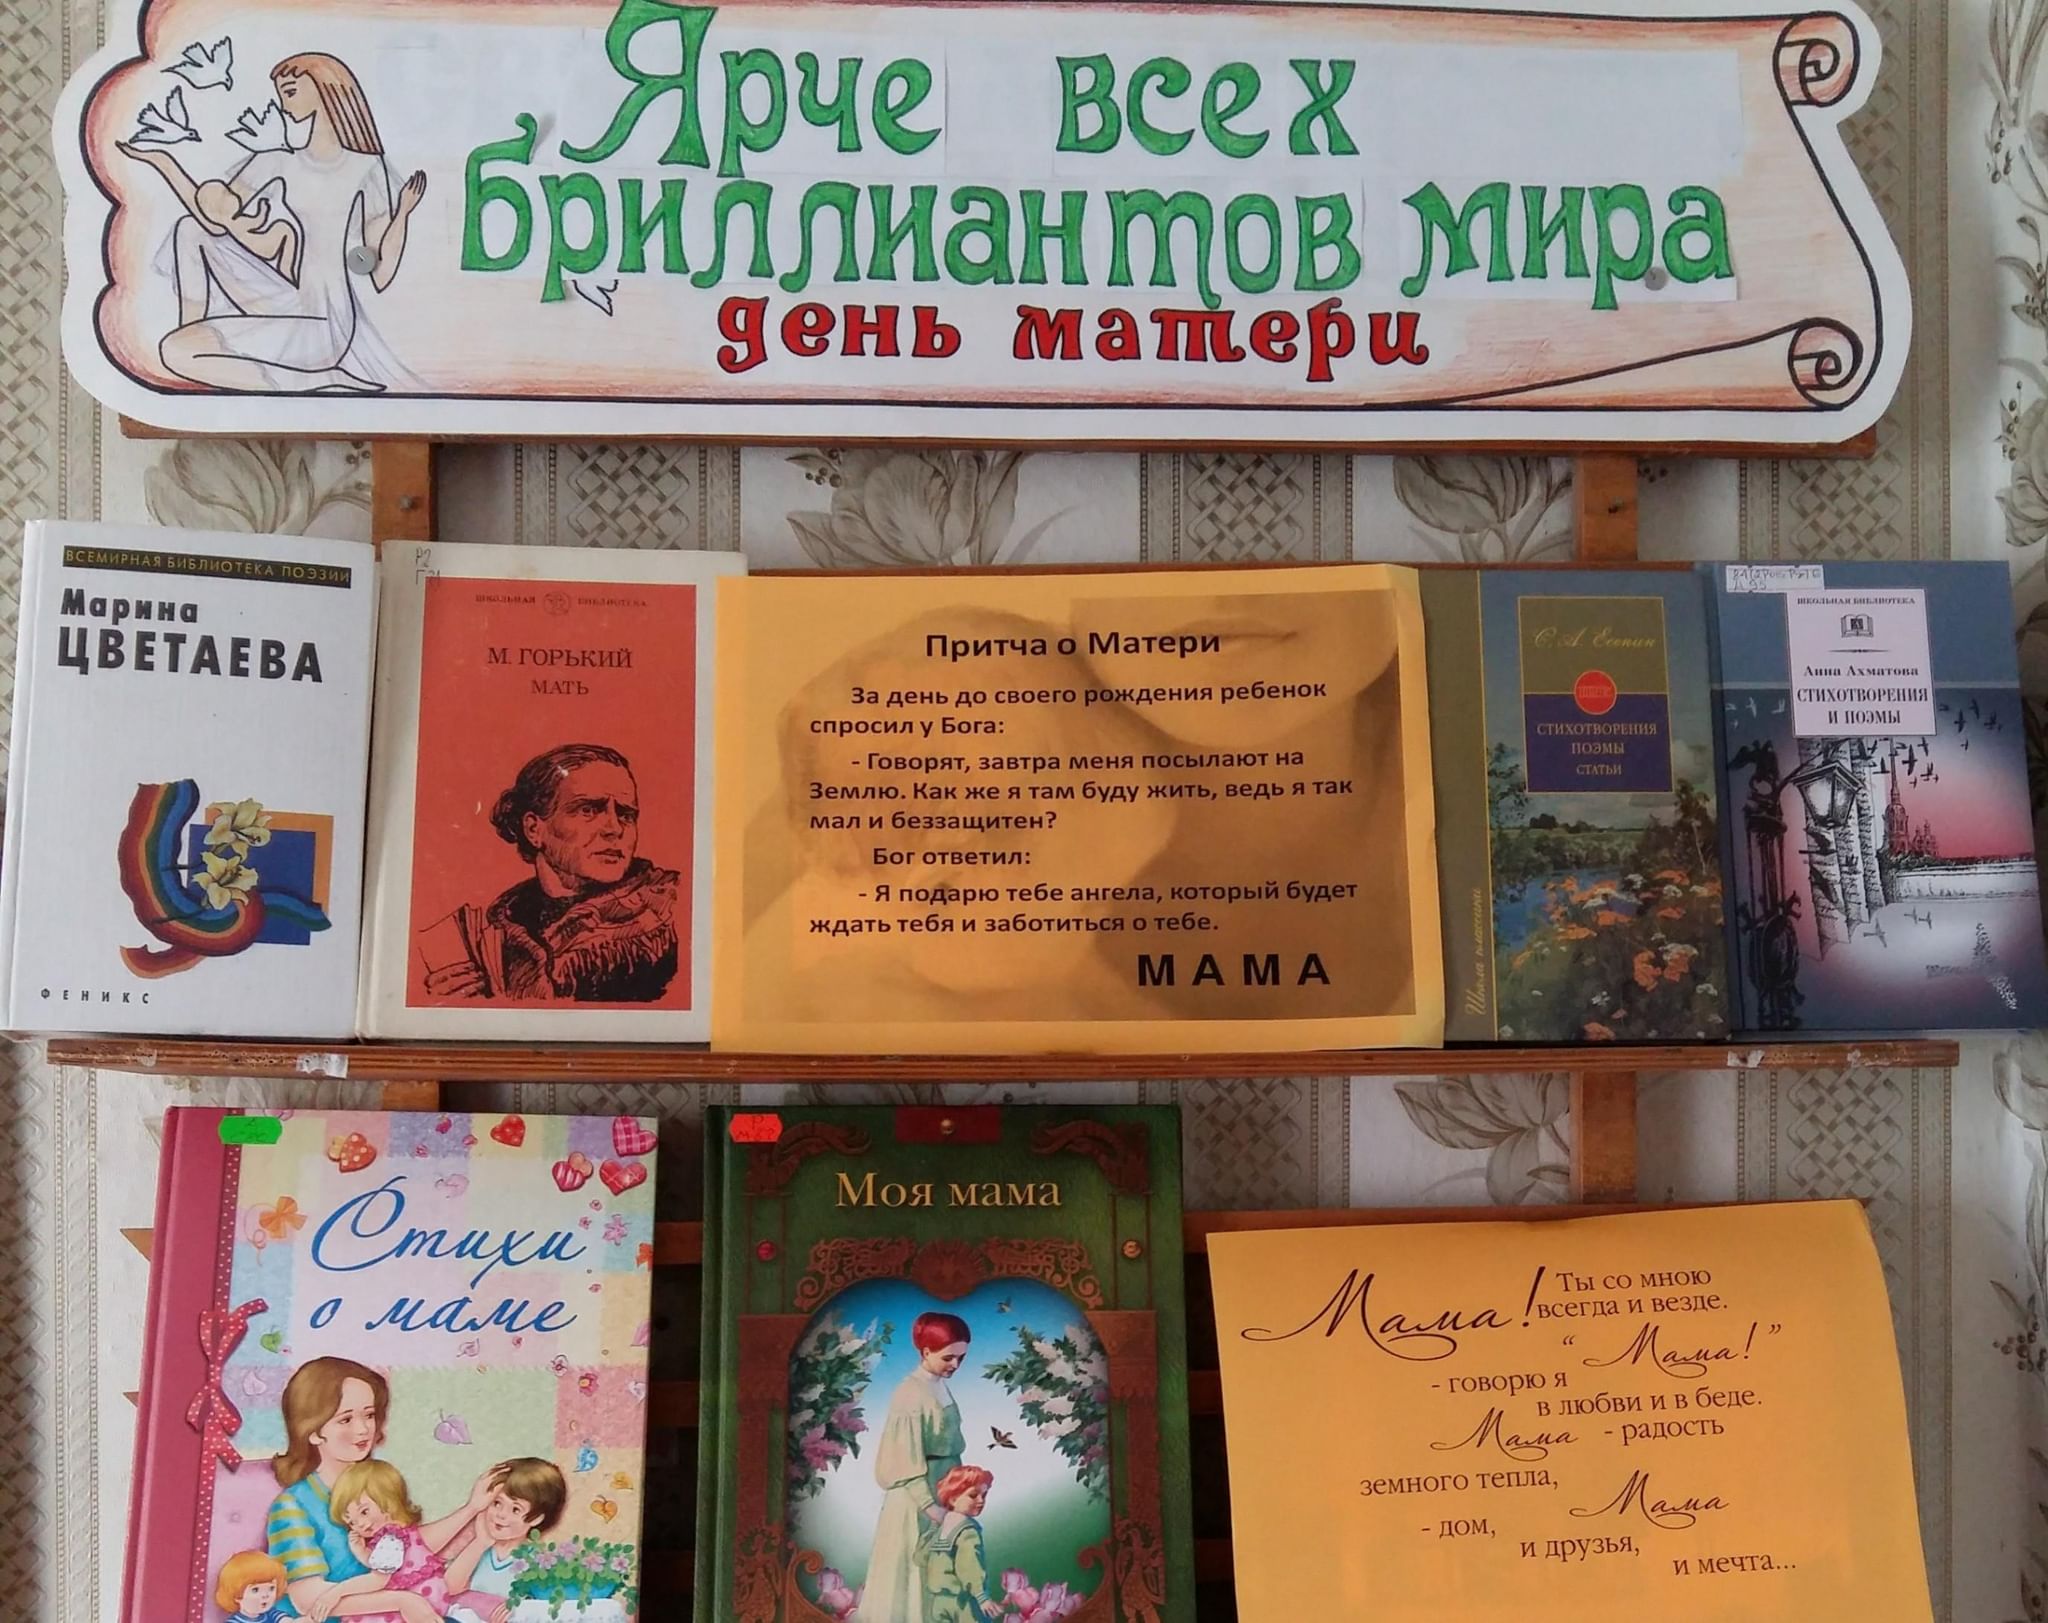 Ярче всех
бриллиантов мира
день матери
ВСЕМИРНАЯ БИБЛИОТЕКА ПОЭЗИИ
Марина
ЦВЕТАЕВА
ФЕНИКС
Р2
ШКОЛЬНАЯ БИБЛИОТЕКА
М. ГОРЬКИЙ
МАТЬ
Притча о Матери
За день до своего рождения ребенок
спросил у Бога:
- Говорят, завтра меня посылают на
Землю. Как же я там буду жить, ведь я так
мал и беззащитен?
Бог ответил:
- Я подарю тебе ангела, который будет
ждать тебя и заботиться о тебе.
МАМА
С. А. Есенин
СТИХОТВОРЕНИЯ
ПОЭМЫ
СТАТЬИ
Школа классики
ШКОЛЬНАЯ БИБЛИОТЕКА
Анна Ахматова
СТИХОТВОРЕНИЯ
И ПОЭМЫ
Стихи
о маме
Моя мама
Мама! Ты со мною
всегда и везде.
“ Мама! ”
- говорю я
в любви и в беде.
Мама - радость
земного тепла,
Мама
- дом,
и друзья,
и мечта...